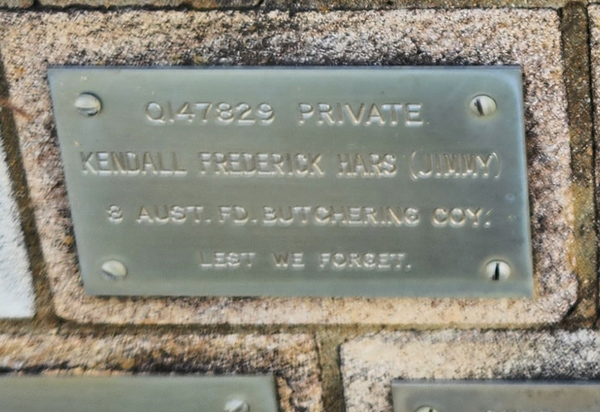 Q147829 PRIVATE
KENDALL FREDERICK HARS (JIMMY)
8 AUST. FD. BUTCHERING COY.
LEST WE FORGET.